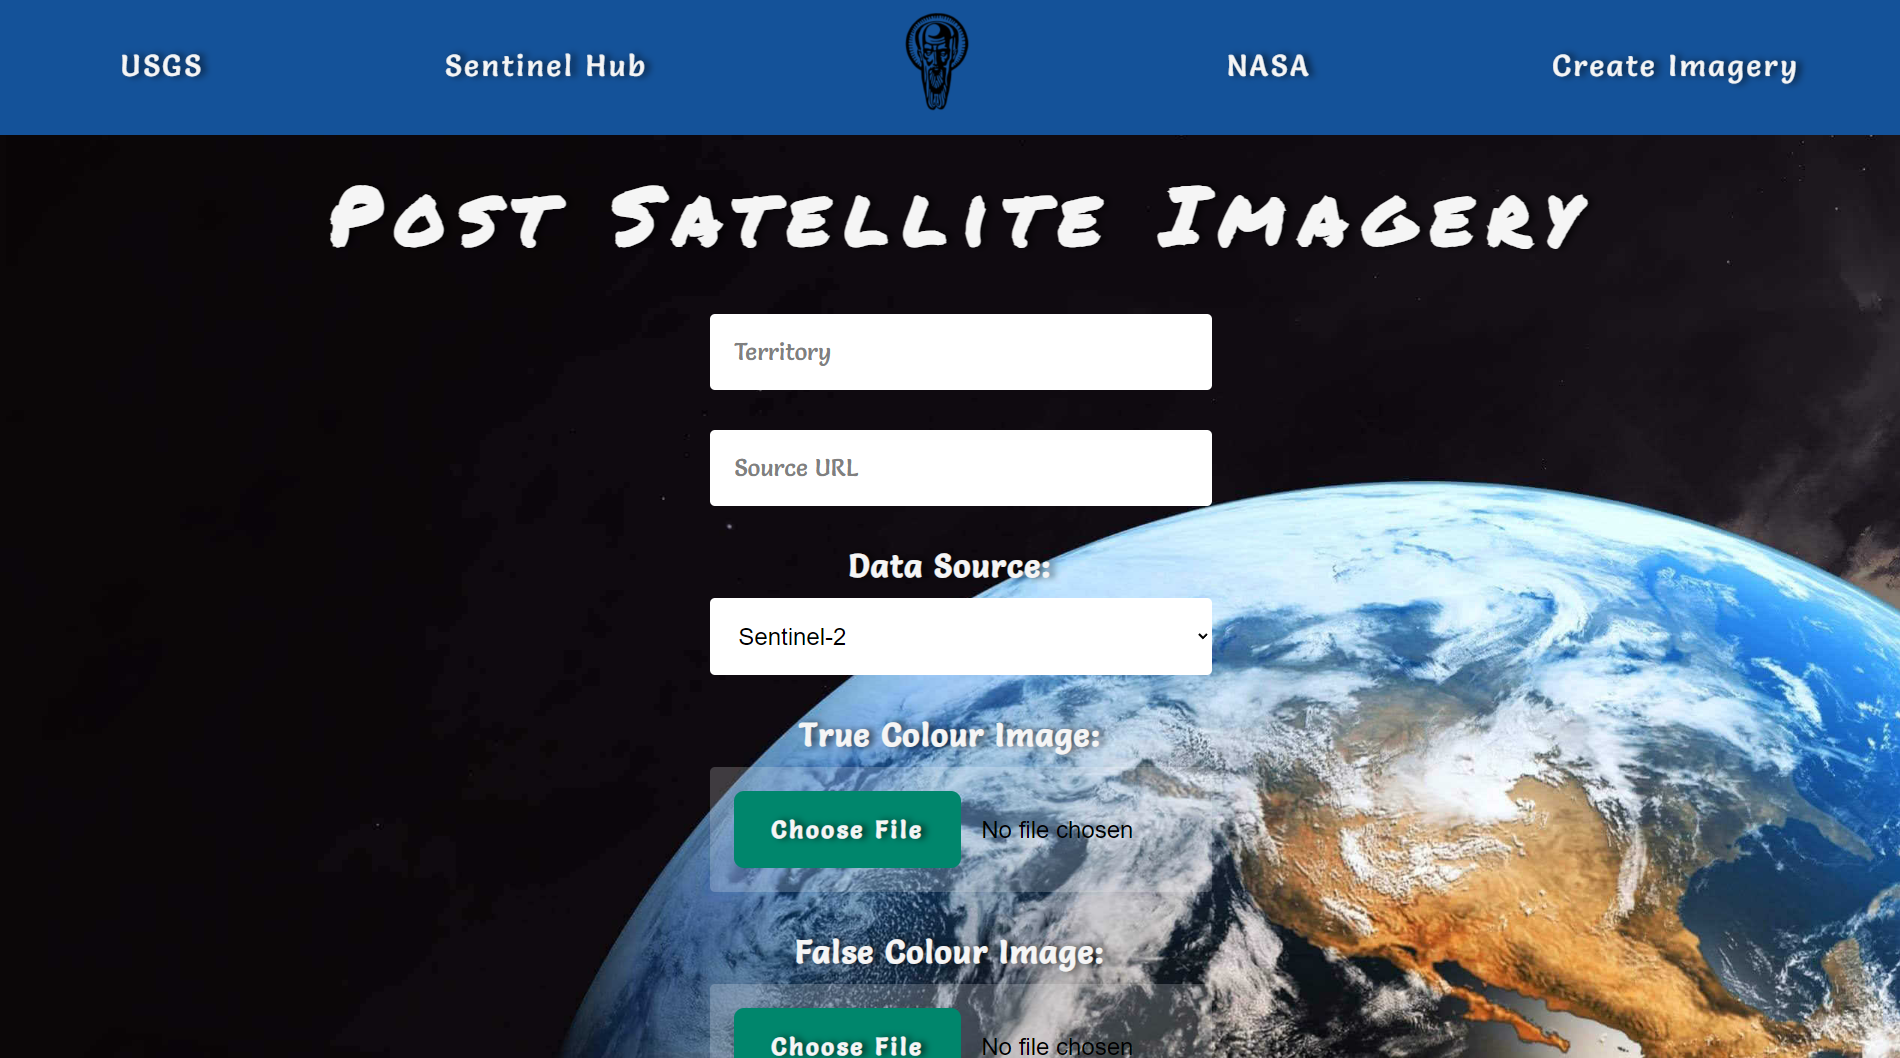 USGS
Sentinel Hub
NASA
Create Imagery
Post Satellite Imagery
Territory
Source URL
Data Source:
Sentinel-2
True Colour Image:
Choose File No file chosen
False Colour Image:
Choose File No file chosen